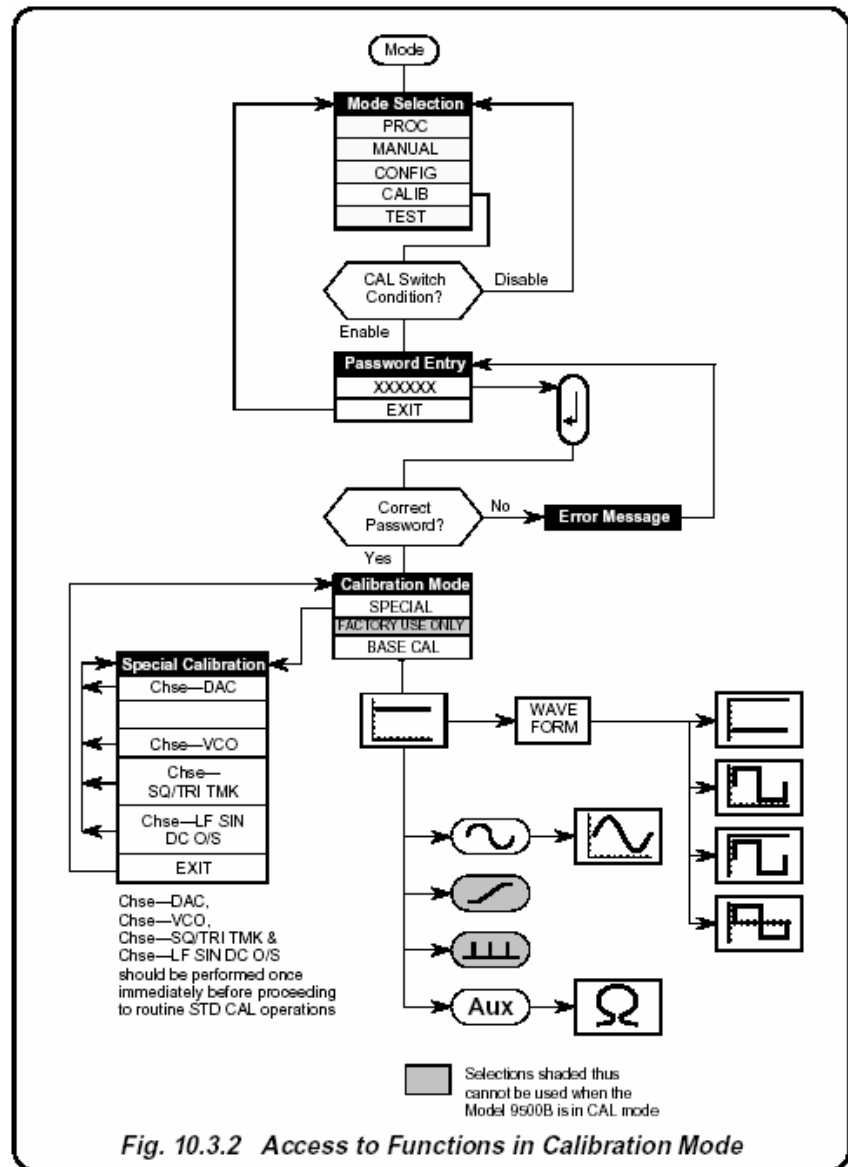 Mode
Mode Selection
PROC
MANUAL
CONFIG
CALIB
TEST
CAL Switch
Condition?
Disable
Enable
Password Entry
XXXXXX
EXIT
Correct
Password?
No
Error Message
Yes
Calibration Mode
SPECIAL
FACTORY USE ONLY
BASE CAL
Special Calibration
Chse—DAC
Chse—VCO
Chse—
SQ/TRI TMK
Chse—LF SIN
DC O/S
EXIT
WAVE
FORM
Aux
Ω
Chse—DAC,
Chse—VCO,
Chse—SQ/TRI TMK &
Chse—LF SIN DC O/S
should be performed once
immediately before proceeding
to routine STD CAL operations
Selections shaded thus
cannot be used when the
Model 9500B is in CAL mode
Fig. 10.3.2 Access to Functions in Calibration Mode